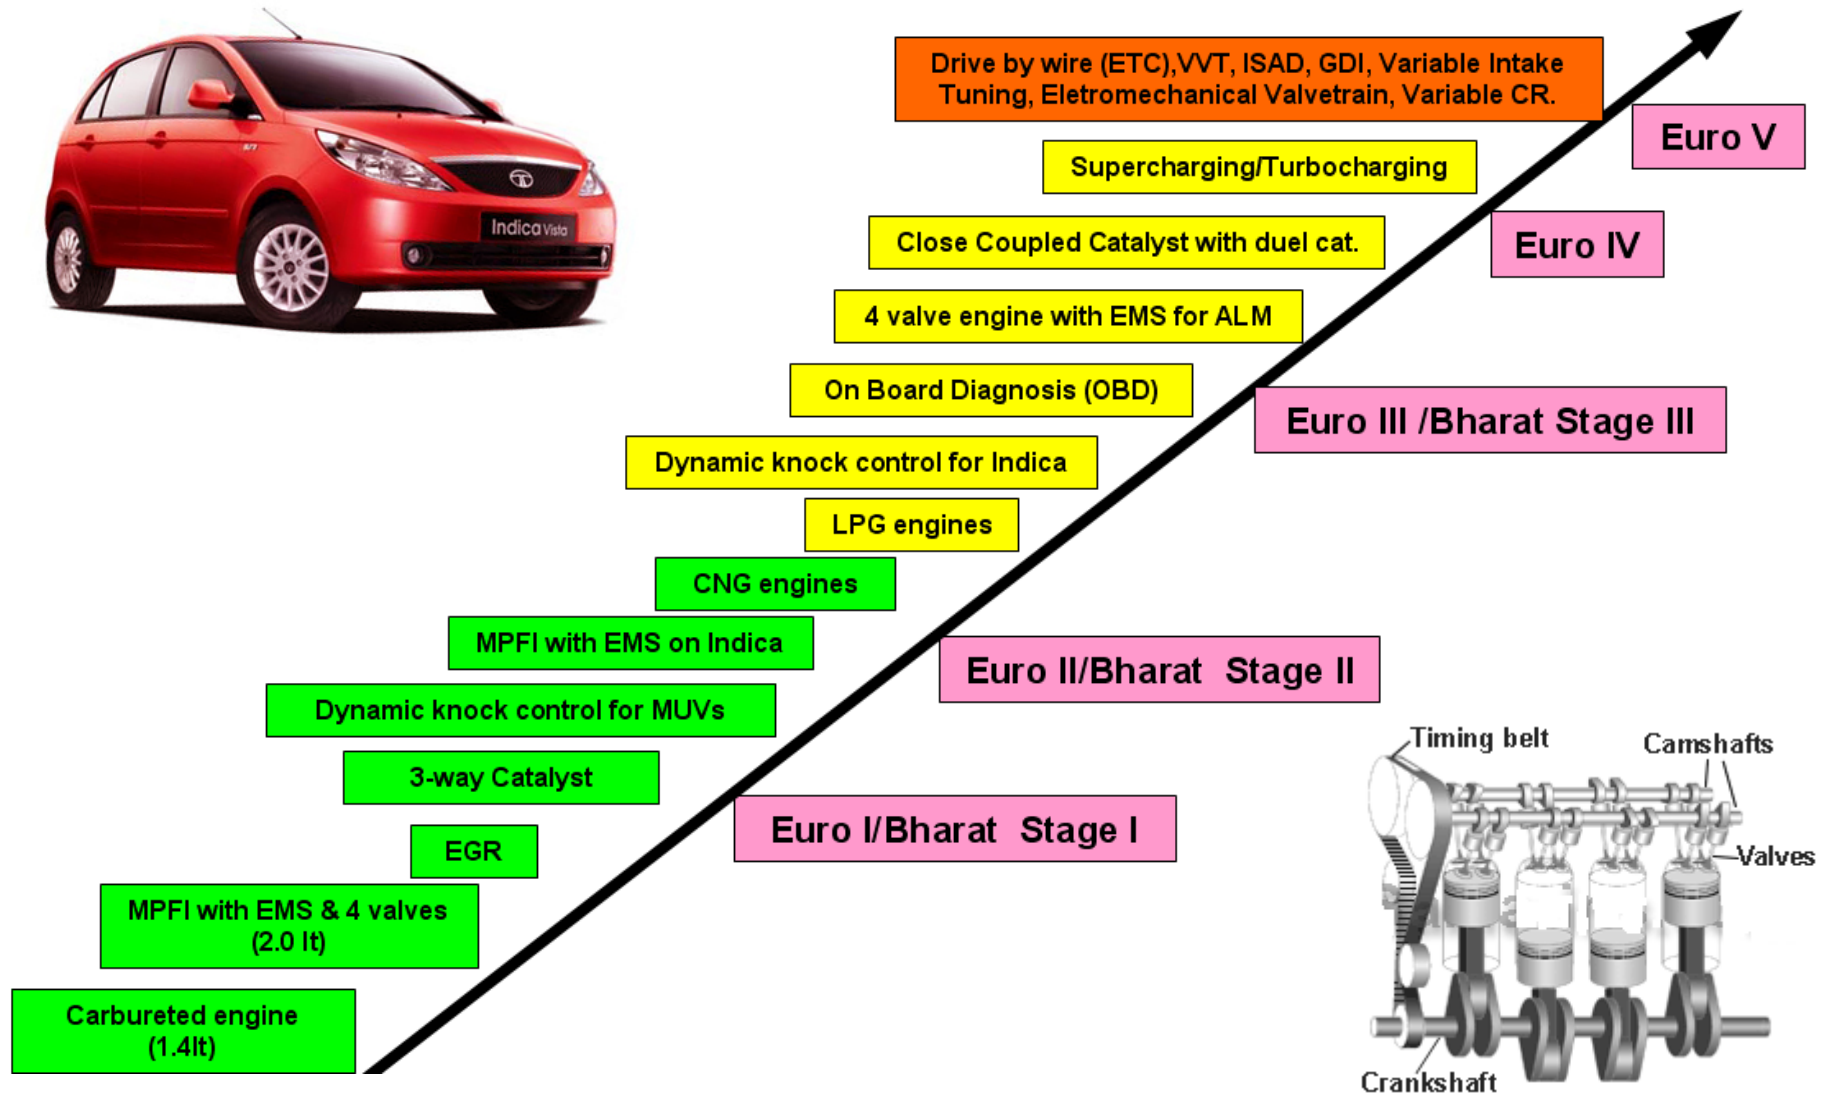 Drive by wire (ETC),VVT, ISAD, GDI, Variable Intake
Tuning, Eletromechanical Valvetrain, Variable CR.
Euro V
Supercharging/Turbocharging
Close Coupled Catalyst with duel cat.
Euro IV
Indica Vista
4 valve engine with EMS for ALM
On Board Diagnosis (OBD)
Euro III /Bharat Stage III
Dynamic knock control for Indica
LPG engines
CNG engines
MPFI with EMS on Indica
Euro II/Bharat  Stage II
Dynamic knock control for MUVs
3-way Catalyst
Euro I/Bharat  Stage I
EGR
MPFI with EMS & 4 valves
(2.0 lt)
Carbureted engine
(1.4lt)
Timing belt
Camshafts
Valves
Crankshaft